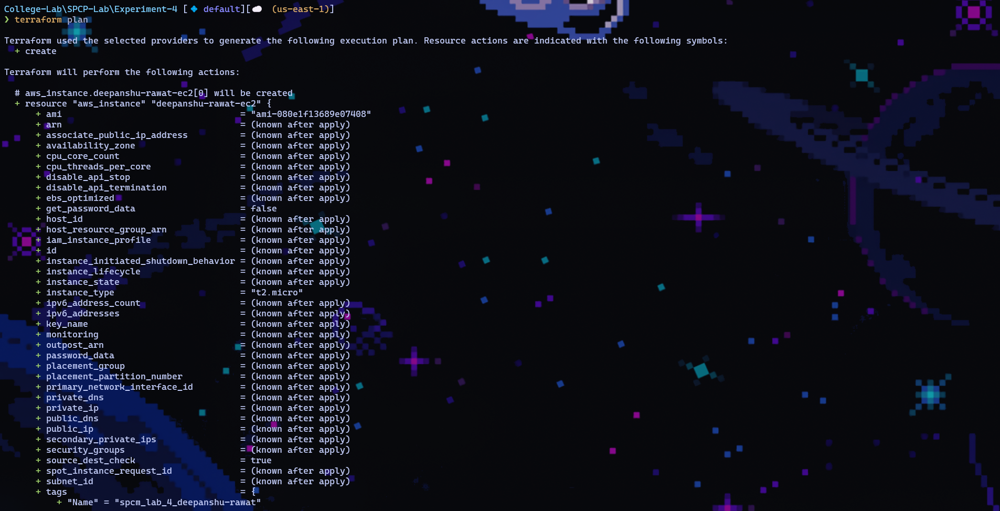 College-Lab\SPCP-Lab\Experiment-4 [ default][ (us-east-1)]
❯ terraform plan
Terraform used the selected providers to generate the following execution plan. Resource actions are indicated with the following symbols:
+ create
Terraform will perform the following actions:
# aws_instance.deepanshu-rawat-ec2[0] will be created
+ resource "aws_instance" "deepanshu-rawat-ec2" {
+ ami = "ami-080e1f13689e07408"
+ arn = (known after apply)
+ associate_public_ip_address = (known after apply)
+ availability_zone = (known after apply)
+ cpu_core_count = (known after apply)
+ cpu_threads_per_core = (known after apply)
+ disable_api_stop = (known after apply)
+ disable_api_termination = (known after apply)
+ ebs_optimized = (known after apply)
+ get_password_data = false
+ host_id = (known after apply)
+ host_resource_group_arn = (known after apply)
+ iam_instance_profile = (known after apply)
+ id = (known after apply)
+ instance_initiated_shutdown_behavior = (known after apply)
+ instance_lifecycle = (known after apply)
+ instance_state = (known after apply)
+ instance_type = "t2.micro"
+ ipv6_address_count = (known after apply)
+ ipv6_addresses = (known after apply)
+ key_name = (known after apply)
+ monitoring = (known after apply)
+ outpost_arn = (known after apply)
+ password_data = (known after apply)
+ placement_group = (known after apply)
+ placement_partition_number = (known after apply)
+ primary_network_interface_id = (known after apply)
+ private_dns = (known after apply)
+ private_ip = (known after apply)
+ public_dns = (known after apply)
+ public_ip = (known after apply)
+ secondary_private_ips = (known after apply)
+ security_groups = (known after apply)
+ source_dest_check = true
+ spot_instance_request_id = (known after apply)
+ subnet_id = (known after apply)
+ tags = {
+ "Name" = "spcm_lab_4_deepanshu-rawat"